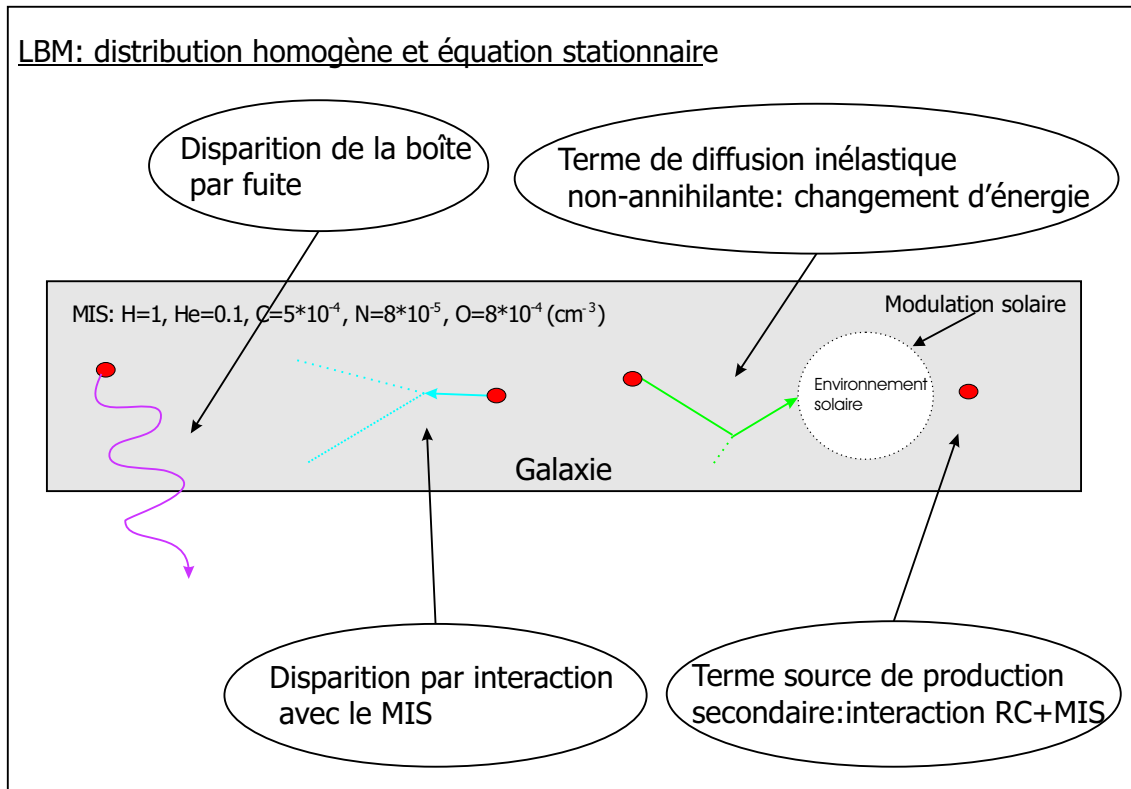 LBM: distribution homogène et équation stationnaire
Disparition de la boîte
par fuite
Terme de diffusion inélastique
non-annihilante: changement d'énergie
MIS: H=1, He=0.1, C=5*10⁻⁴, N=8*10⁻⁵, O=8*10⁻⁴ (cm⁻³)
Modulation solaire
Environnement
solaire
Galaxie
Disparition par interaction
avec le MIS
Terme source de production
secondaire:interaction RC+MIS